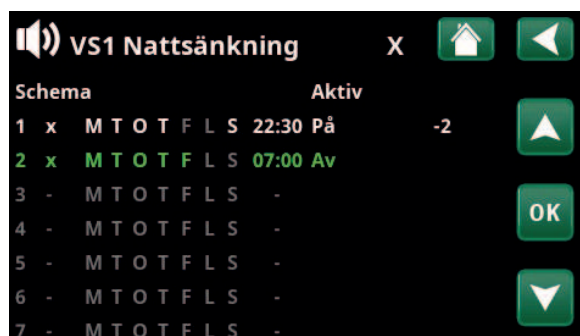 VS1 Nattsänkning X
Schema Aktiv
1 x M T O T F L S 22:30 På -2
2 x M T O T F L S 07:00 Av
3 - M T O T F L S -
4 - M T O T F L S -
OK
5 - M T O T F L S -
6 - M T O T F L S -
7 - M T O T F L S -